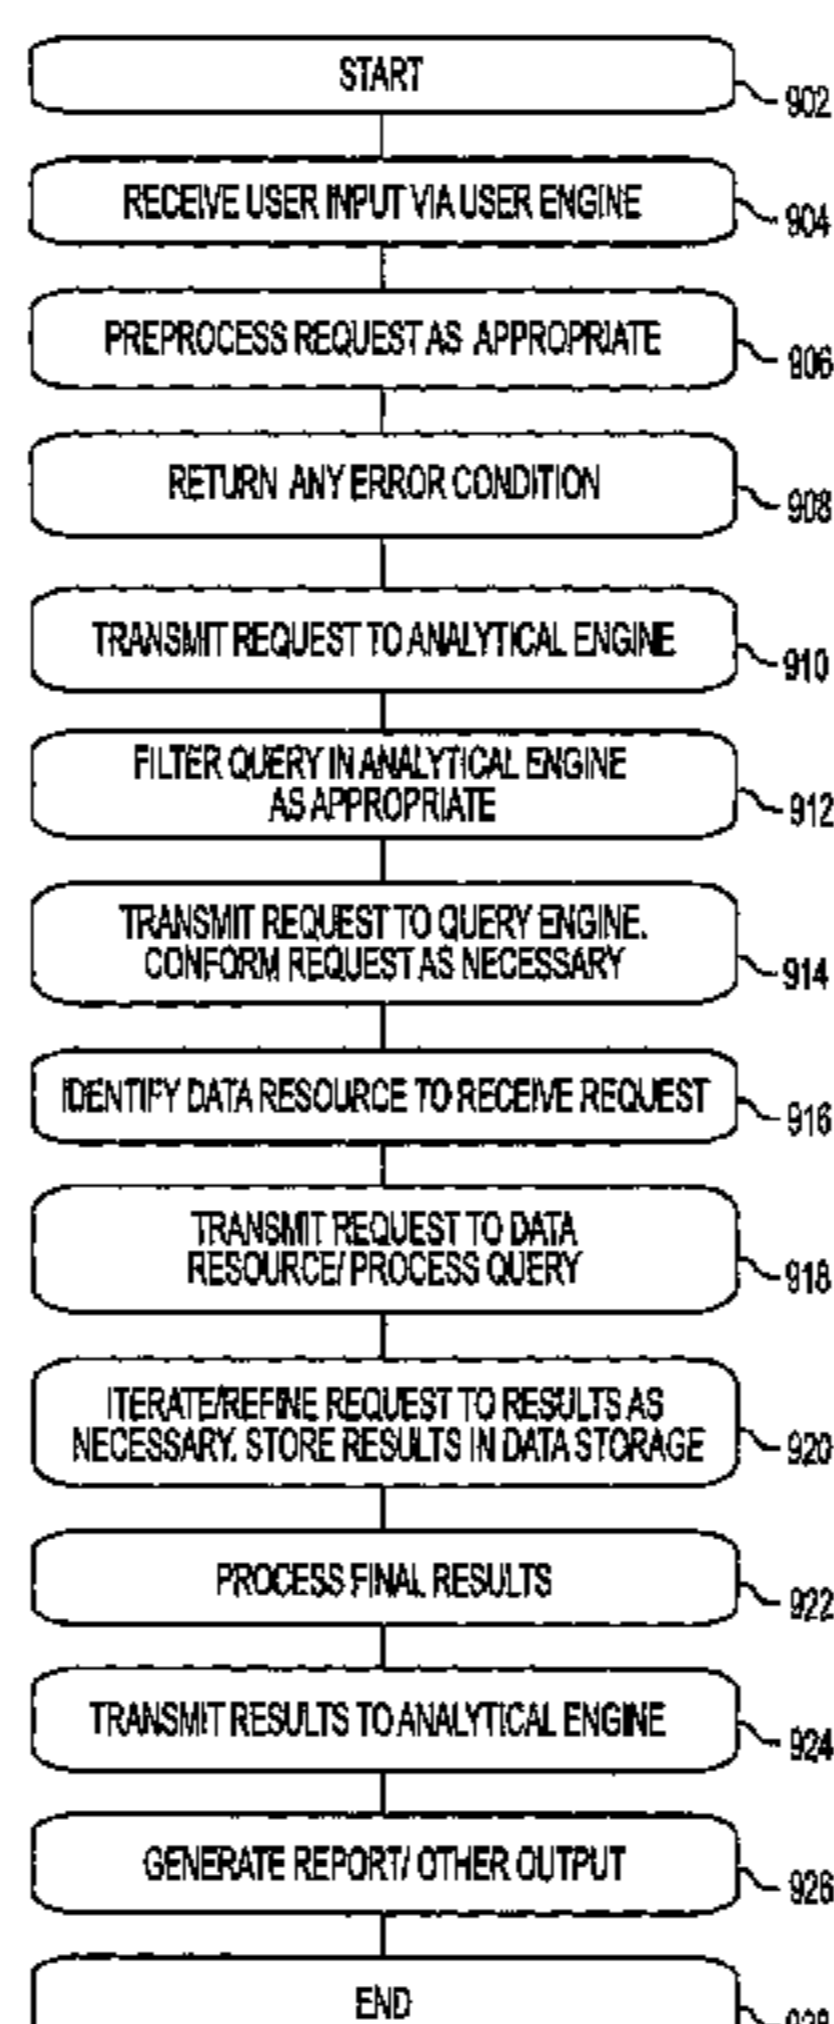 START
902
RECEIVE USER INPUT VIA USER ENGINE
904
PREPROCESS REQUEST AS APPROPRIATE
906
RETURN ANY ERROR CONDITION
908
TRANSMIT REQUEST TO ANALYTICAL ENGINE
910
FILTER QUERY IN ANALYTICAL ENGINE
AS APPROPRIATE
912
TRANSMIT REQUEST TO QUERY ENGINE.
CONFORM REQUEST AS NECESSARY
914
IDENTIFY DATA RESOURCE TO RECEIVE REQUEST
916
TRANSMIT REQUEST TO DATA
RESOURCE/ PROCESS QUERY
918
ITERATE/REFINE REQUEST TO RESULTS AS
NECESSARY. STORE RESULTS IN DATA STORAGE
920
PROCESS FINAL RESULTS
922
TRANSMIT RESULTS TO ANALYTICAL ENGINE
924
GENERATE REPORT/ OTHER OUTPUT
926
END